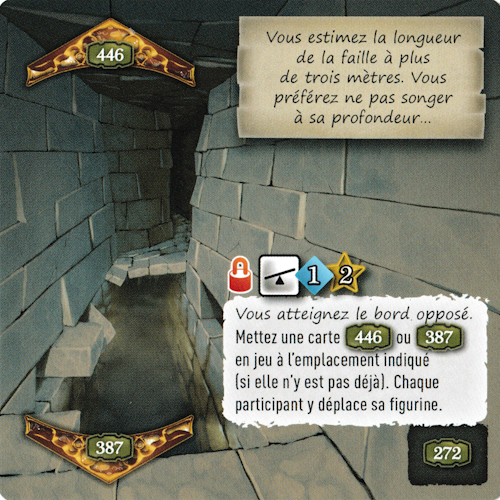 446
Vous estimez la longueur
de la faille à plus
de trois mètres. Vous
préférez ne pas songer
à sa profondeur...
1 2
Vous atteignez le bord opposé.
Mettez une carte 446 ou 387
en jeu à l'emplacement indiqué
(si elle n'y est pas déjà). Chaque
participant y déplace sa figurine.
387
272